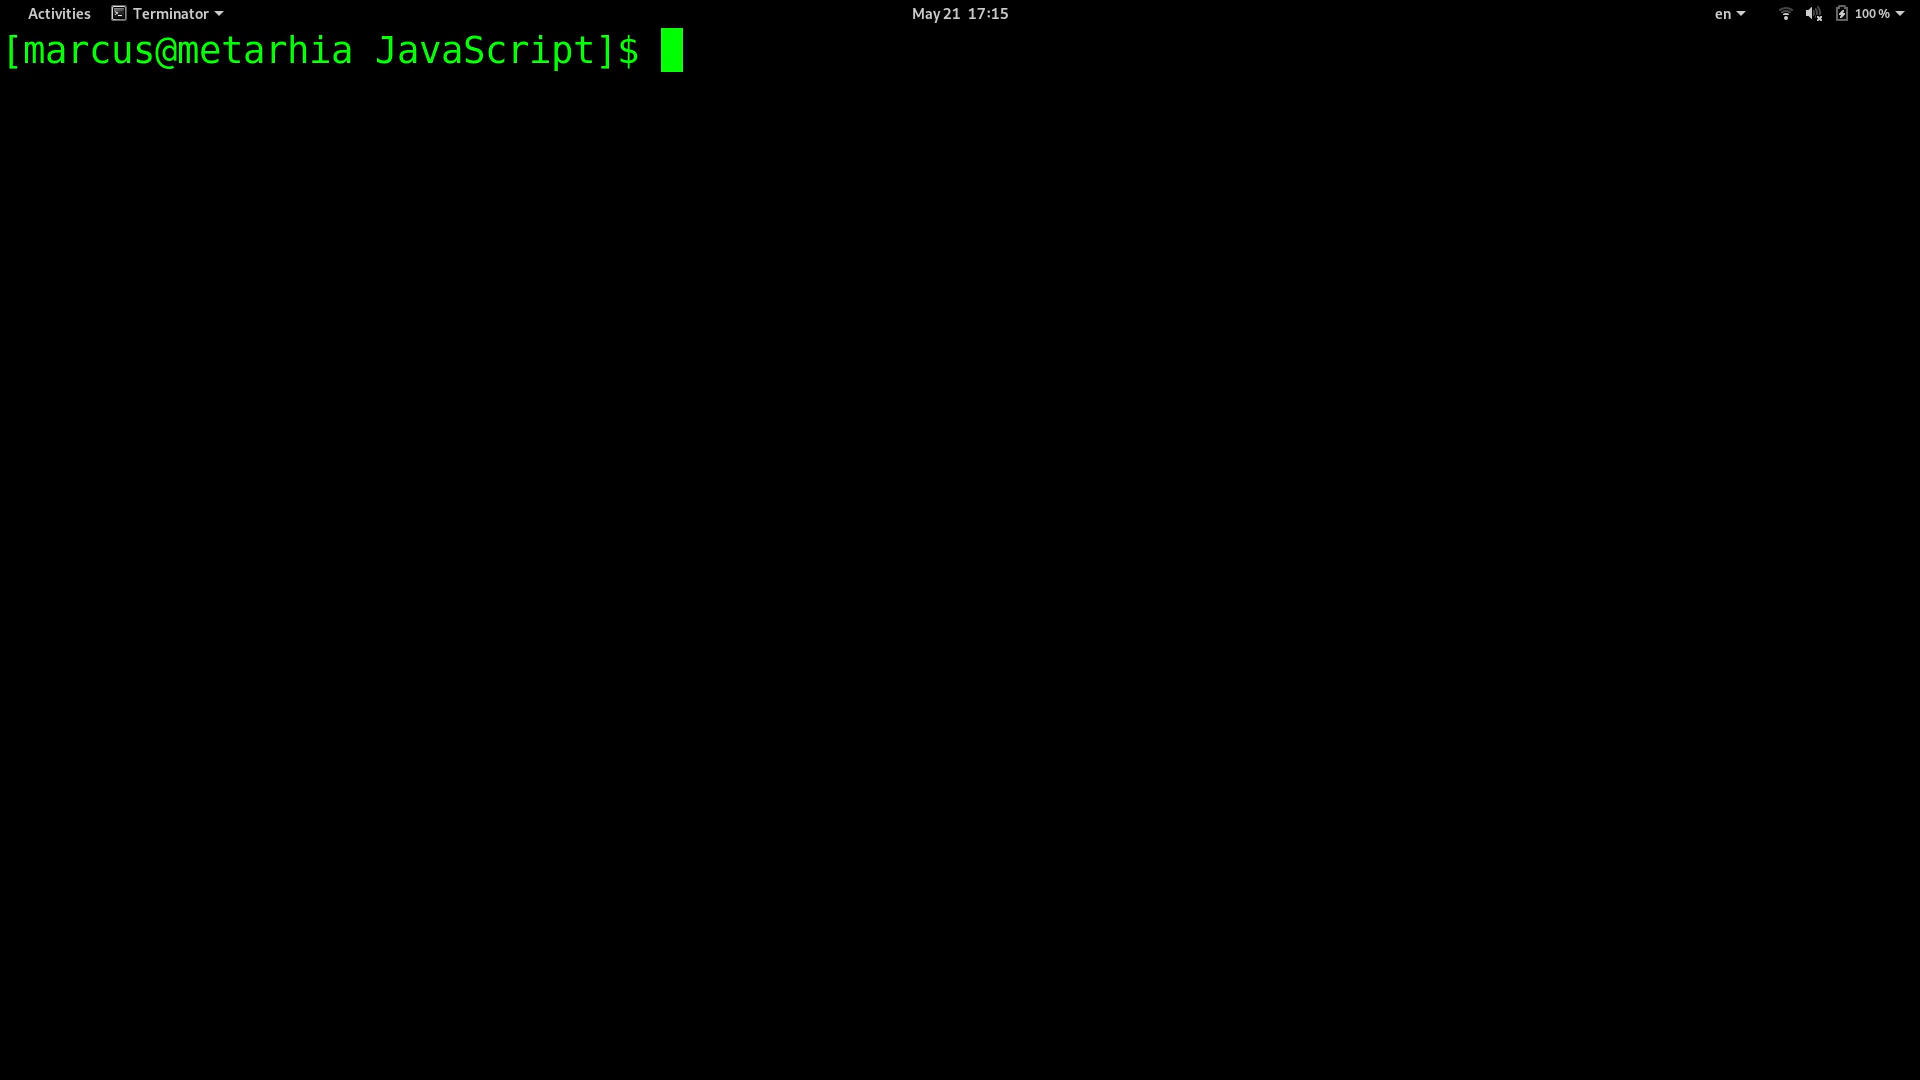 Activities Terminator May 21 17:15 en 100 %
[marcus@metarhia JavaScript]$